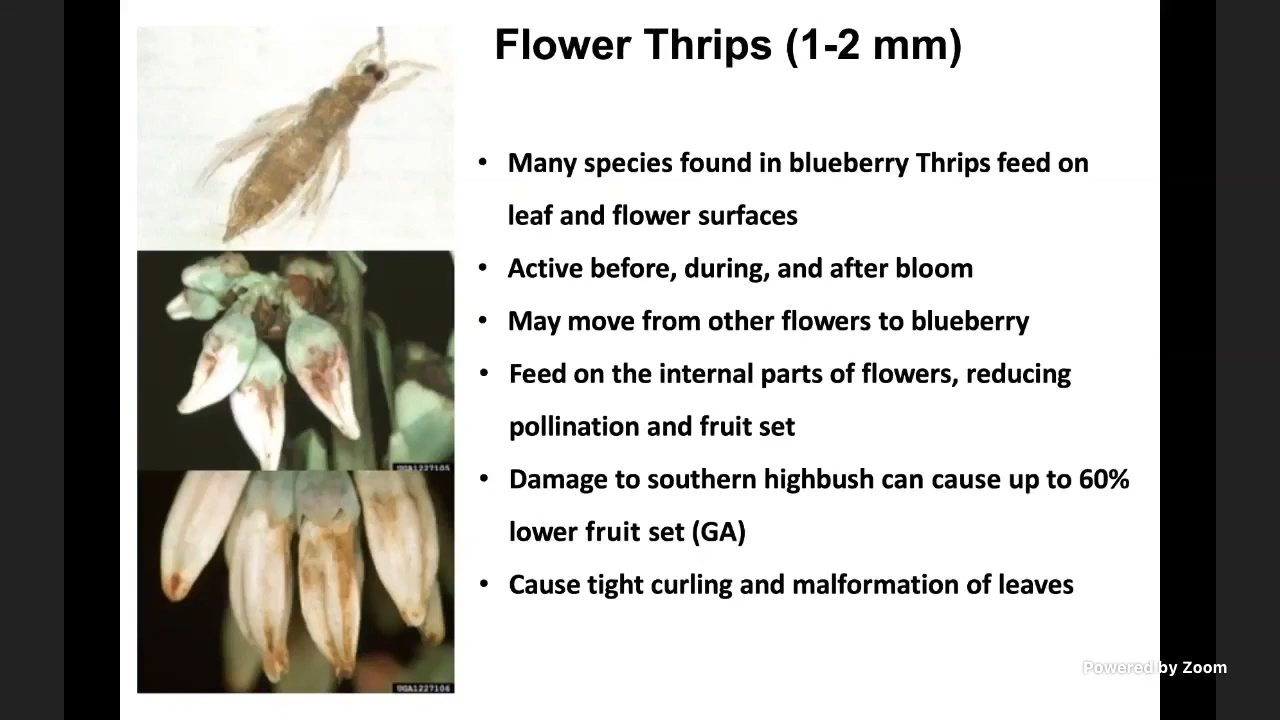 Flower Thrips (1-2 mm)
• Many species found in blueberry Thrips feed on
leaf and flower surfaces
• Active before, during, and after bloom
• May move from other flowers to blueberry
• Feed on the internal parts of flowers, reducing
pollination and fruit set
• Damage to southern highbush can cause up to 60%
lower fruit set (GA)
• Cause tight curling and malformation of leaves
UGA1227105
UGA1227106
Powered by Zoom